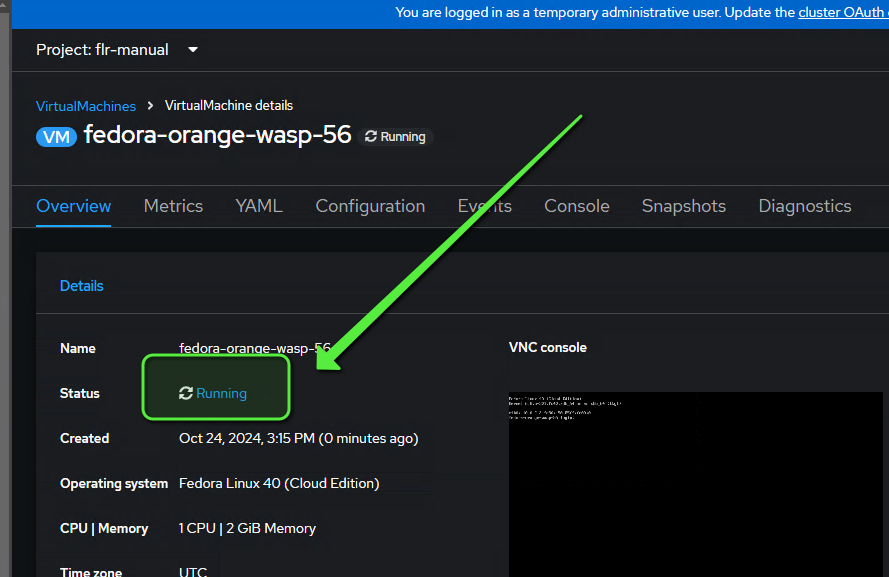 You are logged in as a temporary administrative user. Update the cluster OAuth
Project: flr-manual
VirtualMachines > VirtualMachine details
VM fedora-orange-wasp-56 Running
Overview Metrics YAML Configuration Events Console Snapshots Diagnostics
Details
Name fedora-orange-wasp-56
VNC console
Status Running
Created Oct 24, 2024, 3:15 PM (0 minutes ago)
Operating system Fedora Linux 40 (Cloud Edition)
CPU | Memory 1 CPU | 2 GiB Memory
Time zone UTC